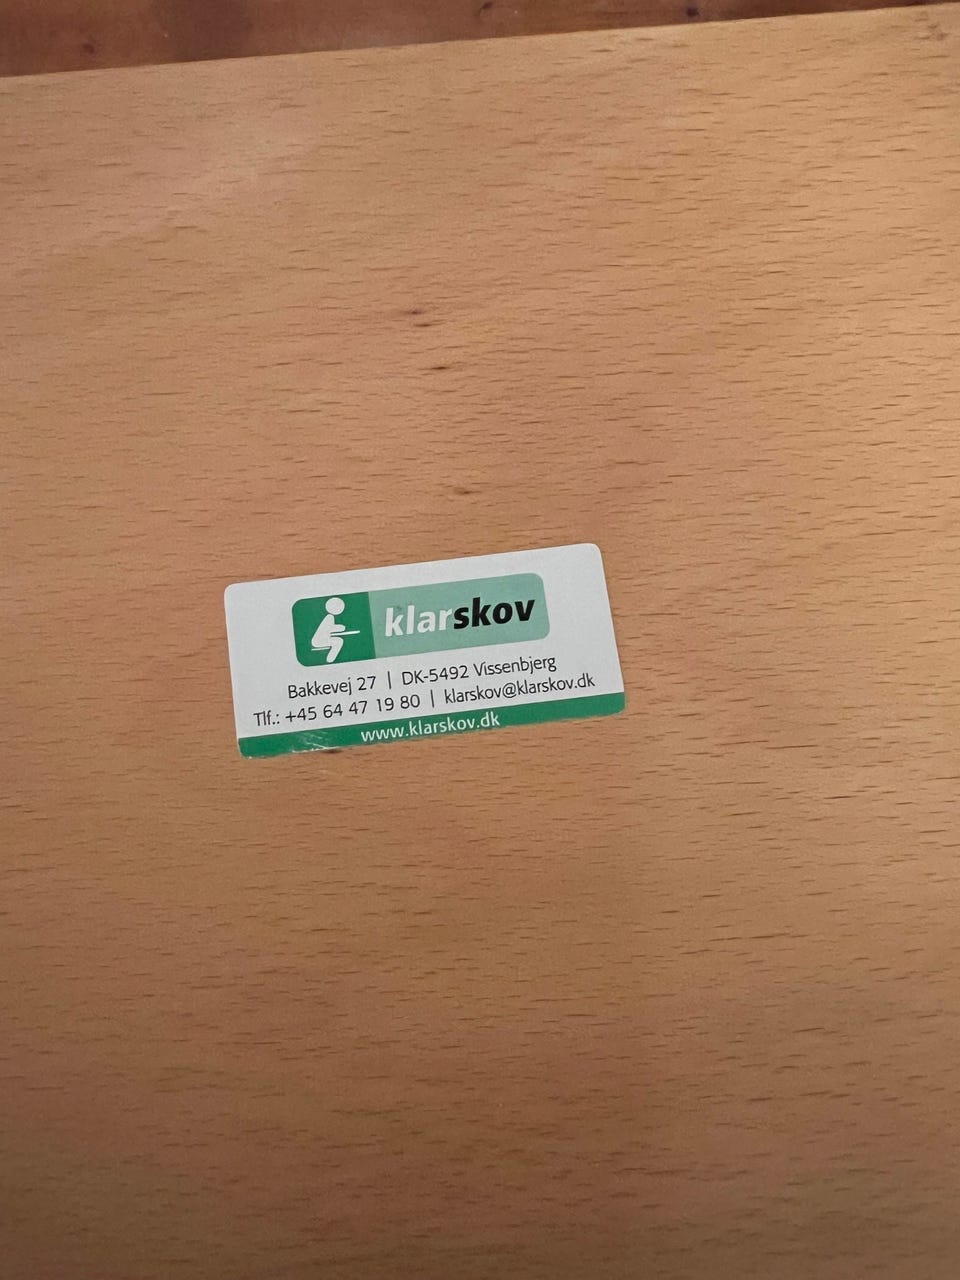 klarskov
Bakkevej 27 | DK-5492 Vissenbjerg
Tlf.: +45 64 47 19 80 | klarskov@klarskov.dk
www.klarskov.dk